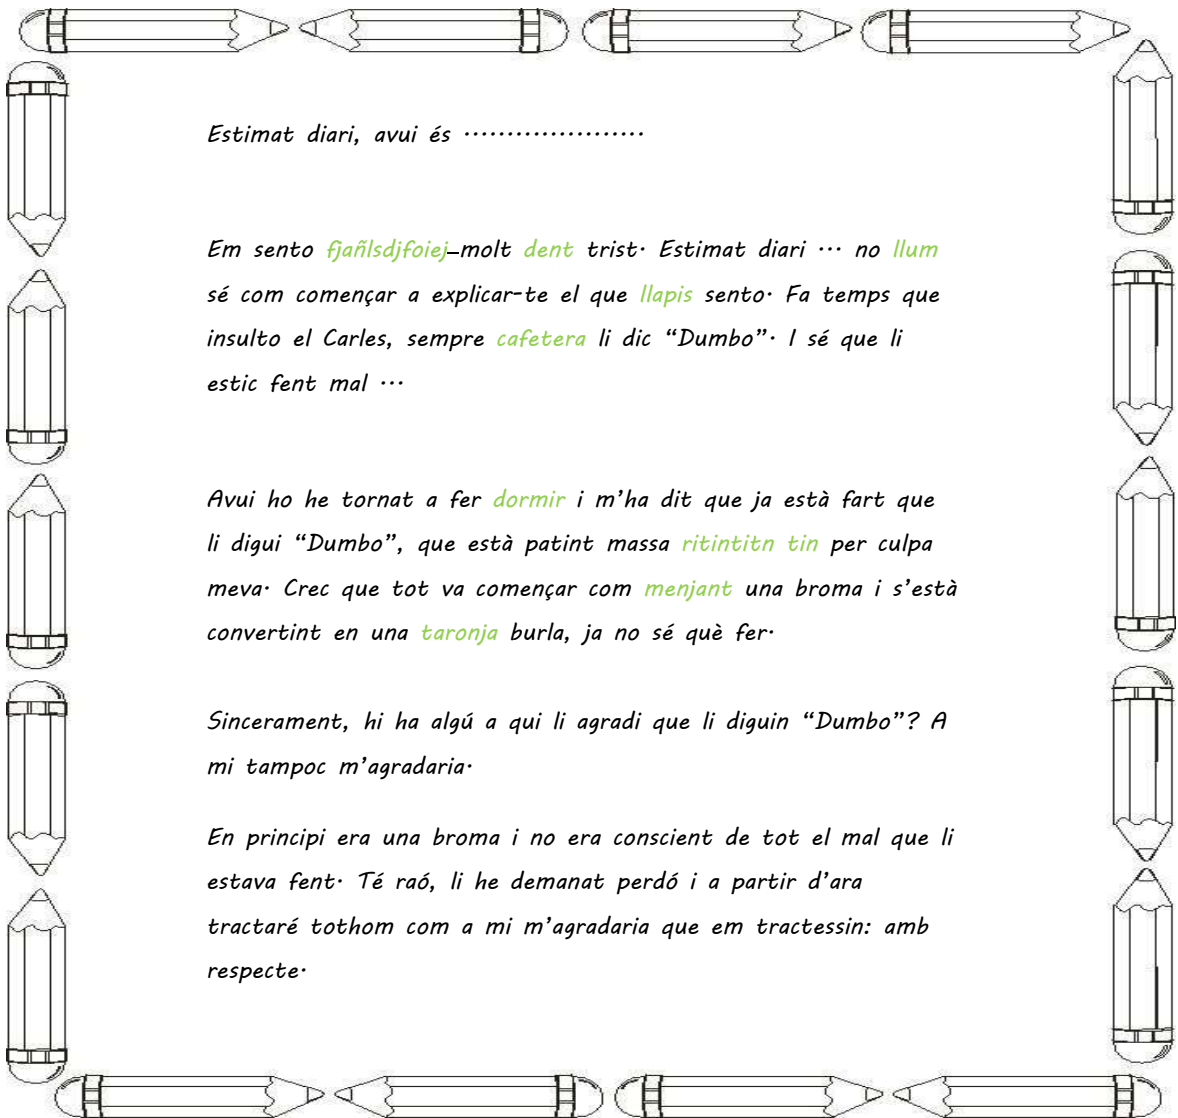 Estimat diari, avui és ·····················
Em sento fjañlsdjfoiej–molt dent trist· Estimat diari ··· no llum
sé com començar a explicar-te el que llapis sento· Fa temps que
insulto el Carles, sempre cafetera li dic “Dumbo”· I sé que li
estic fent mal ···
Avui ho he tornat a fer dormir i m’ha dit que ja està fart que
li digui “Dumbo”, que està patint massa ritintitn tin per culpa
meva· Crec que tot va començar com menjant una broma i s’està
convertint en una taronja burla, ja no sé què fer·
Sincerament, hi ha algú a qui li agradi que li diguin “Dumbo”? A
mi tampoc m’agradaria·
En principi era una broma i no era conscient de tot el mal que li
estava fent· Té raó, li he demanat perdó i a partir d’ara
tractaré tothom com a mi m’agradaria que em tractessin: amb
respecte·